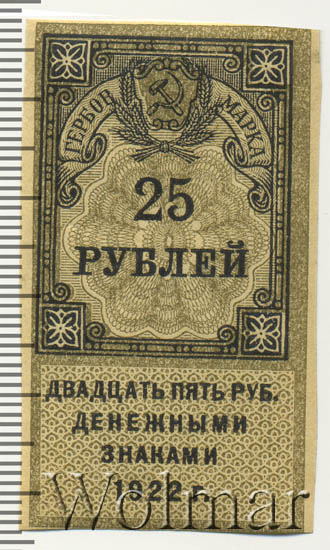 ГЕРБОВ. МАРКА
25
РУБЛЕЙ
ДВАДЦАТЬ ПЯТЬ РУБ.
ДЕНЕЖНЫМИ
ЗНАКАМИ
1922 г.
Wolmar